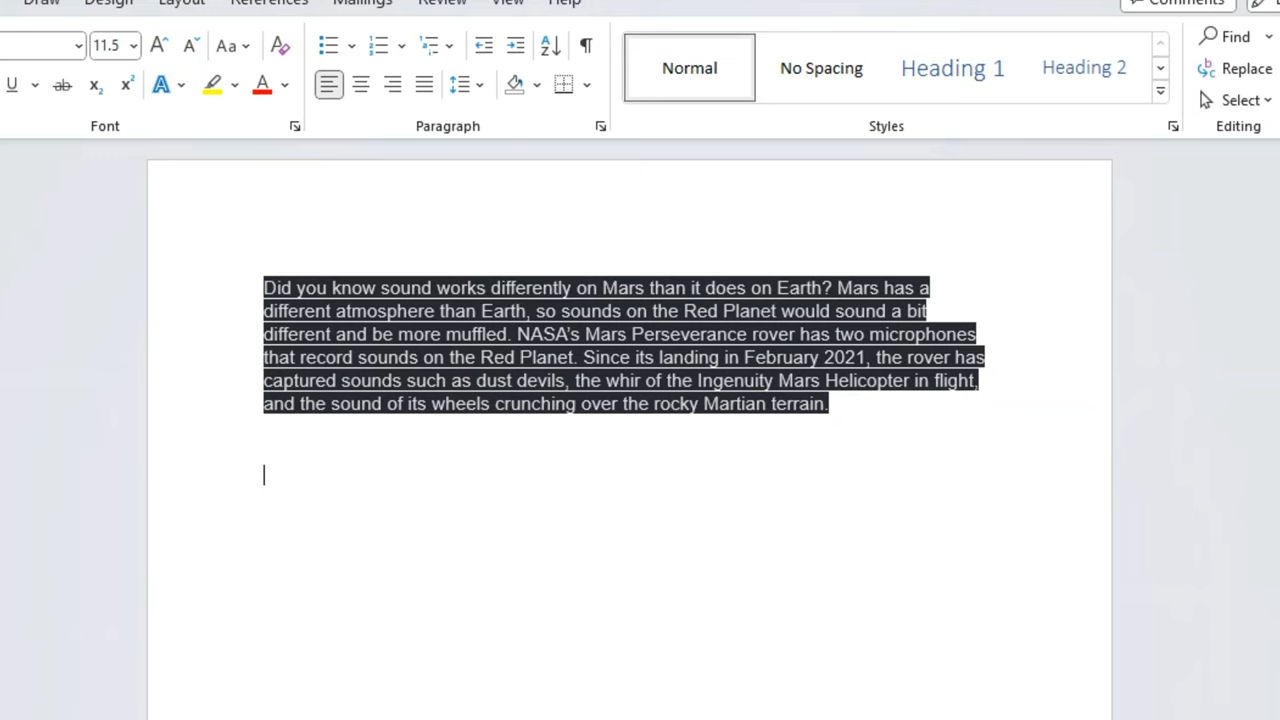 Draw Design Layout References Mailings Review View Help Comments
11.5 Aa Find
Normal No Spacing Heading 1 Heading 2 Replace
U ab x2 x2 A A Select
Font Paragraph Styles Editing
Did you know sound works differently on Mars than it does on Earth? Mars has a
different atmosphere than Earth, so sounds on the Red Planet would sound a bit
different and be more muffled. NASA’s Mars Perseverance rover has two microphones
that record sounds on the Red Planet. Since its landing in February 2021, the rover has
captured sounds such as dust devils, the whir of the Ingenuity Mars Helicopter in flight,
and the sound of its wheels crunching over the rocky Martian terrain.